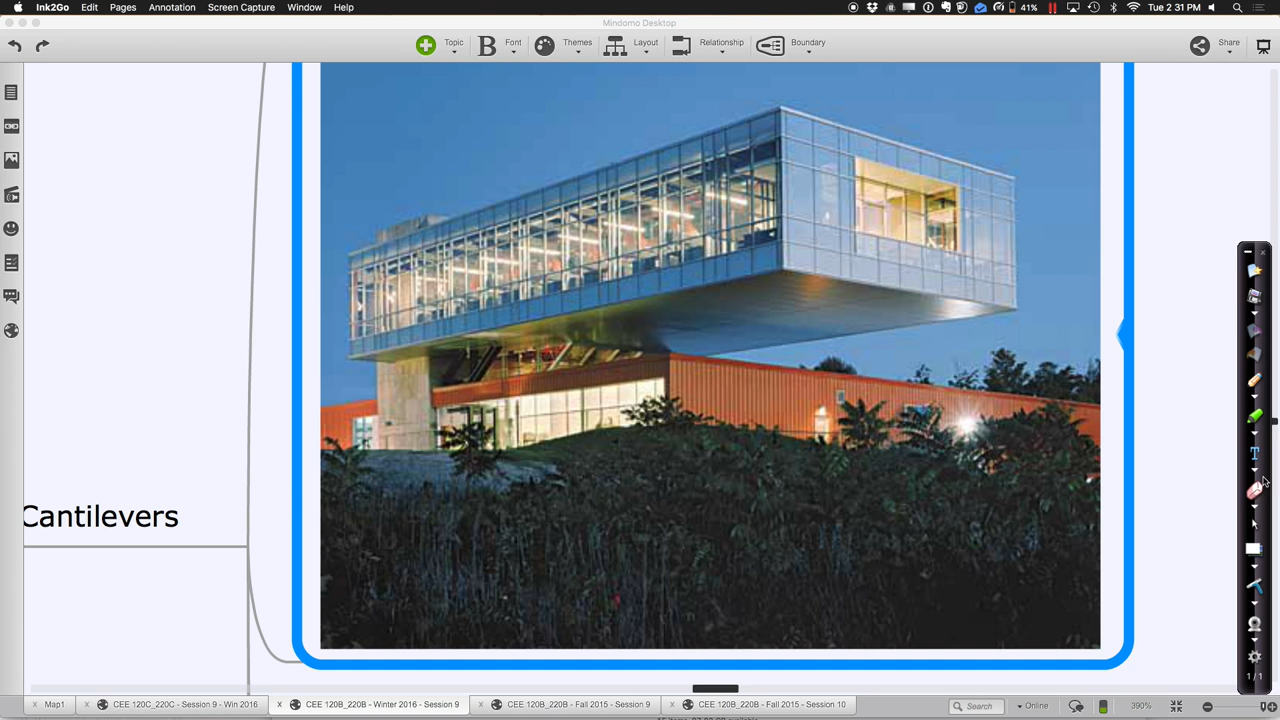 Ink2Go Edit Pages Annotation Screen Capture Window Help 41% Tue 2 31 PM
Mindomo Desktop
Topic B Font Themes Layout Relationship Boundary Share
T
Cantilevers
1 / 1
Map1 CEE 120C_220C - Session 9 - Win 201 CEE 120B_220B - Winter 2016 - Session 9 CEE 120B_220B - Fall 2015 - Session 9 CEE 120B_220B - Fall 2015 - Session 10 Search Online 390%